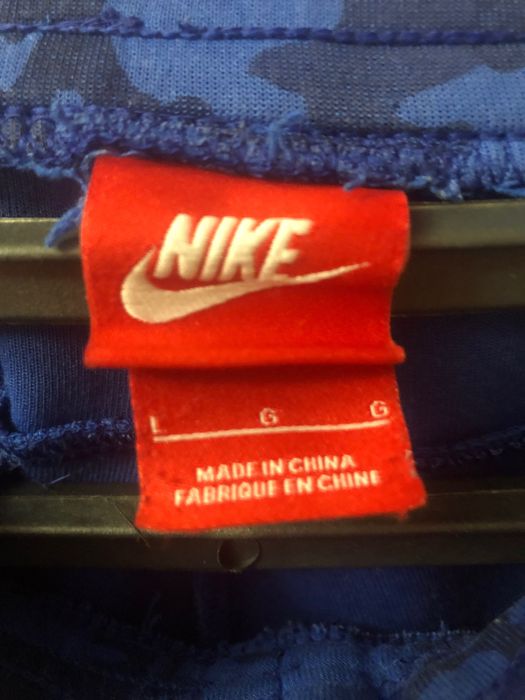 NIKE
L G G
MADE IN CHINA
FABRIQUE EN CHINE